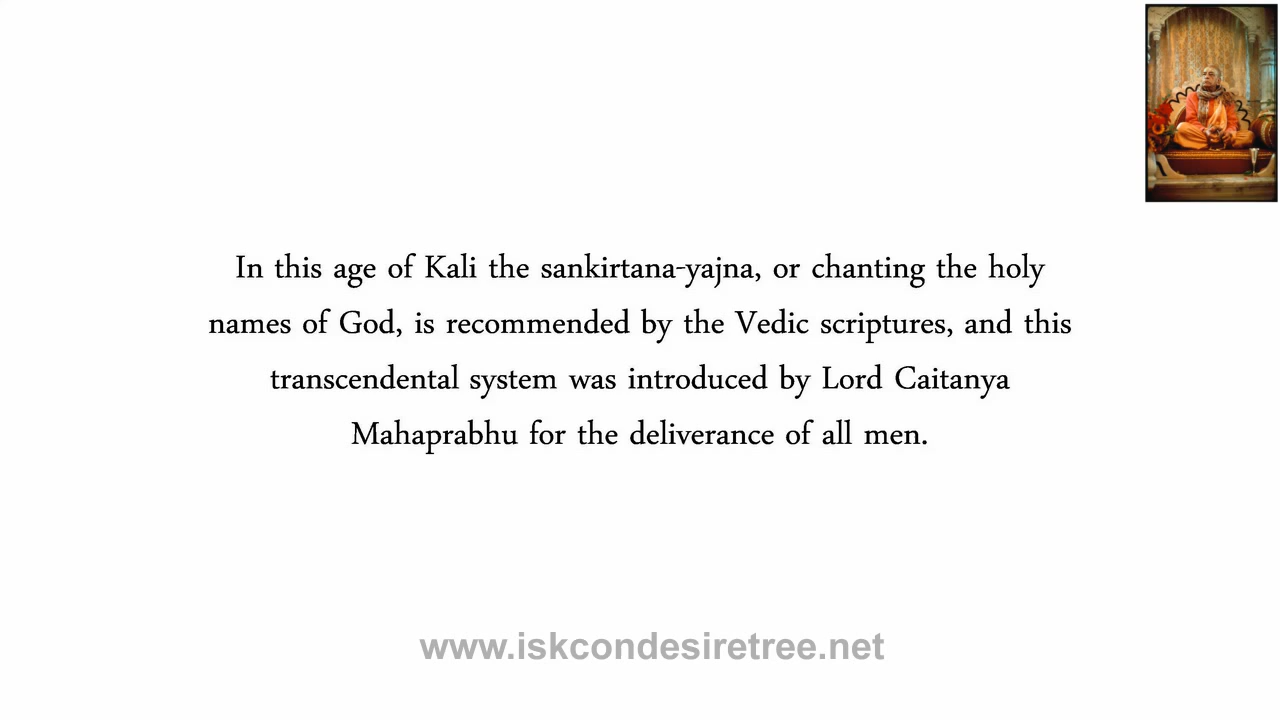 In this age of Kali the sankirtana-yajna, or chanting the holy
names of God, is recommended by the Vedic scriptures, and this
transcendental system was introduced by Lord Caitanya
Mahaprabhu for the deliverance of all men.
www.iskcondesiretree.net